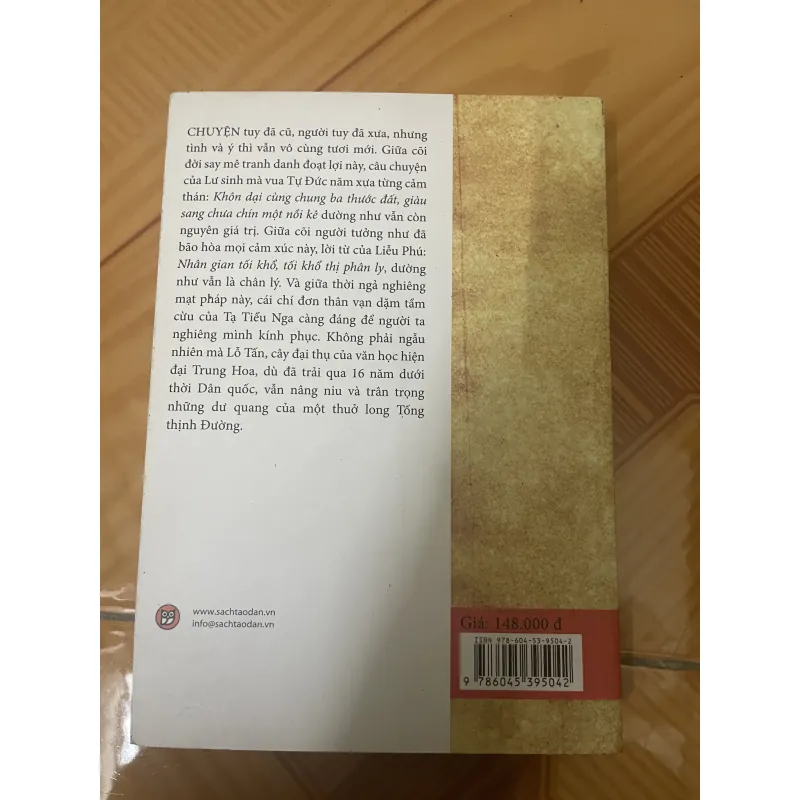 CHUYỆN tuy đã cũ, người tuy đã xưa, nhưng
tình và ý thì vẫn vô cùng tươi mới. Giữa cõi
đời say mê tranh danh đoạt lợi này, câu chuyện
của Lư sinh mà vua Tự Đức năm xưa từng cảm
thán: Khôn dại cùng chung ba thước đất, giàu
sang chưa chín một nồi kê dường như vẫn còn
nguyên giá trị. Giữa cõi người tưởng như đã
bão hòa mọi cảm xúc này, lời từ của Liễu Phú:
Nhân gian tối khổ, tối khổ thị phân ly, dường
như vẫn là chân lý. Và giữa thời ngả nghiêng
mạt pháp này, cái chí đơn thân vạn dặm tầm
cừu của Tạ Tiểu Nga càng đáng để người ta
nghiêng mình kính phục. Không phải ngẫu
nhiên mà Lỗ Tấn, cây đại thụ của văn học hiện
đại Trung Hoa, dù đã trải qua 16 năm dưới
thời Dân quốc, vẫn nâng niu và trân trọng
những dư quang của một thuở long Tống
thịnh Đường.
www.sachtaodan.vn
info@sachtaodan.vn
Giá: 148.000 đ
ISBN 978-604-53-9504-2
9 786045 395042